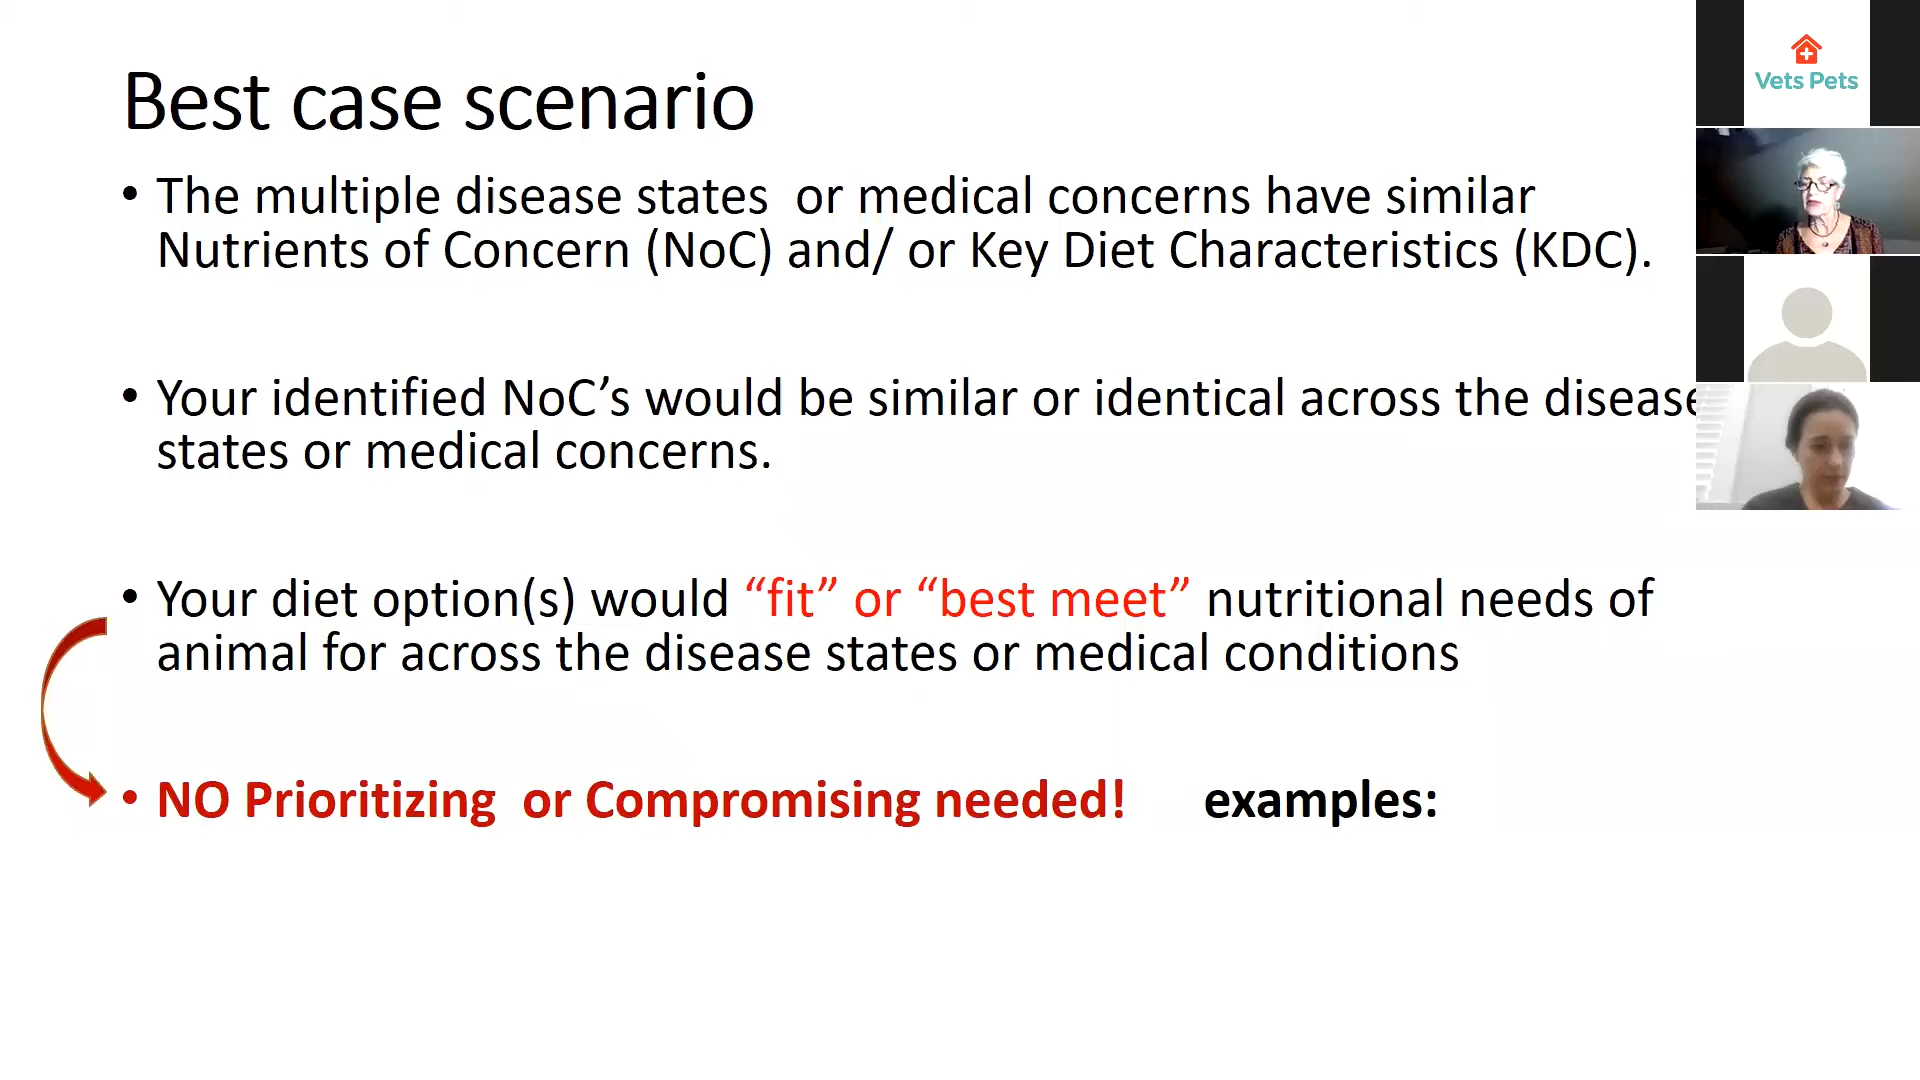 Best case scenario
• The multiple disease states or medical concerns have similar
Nutrients of Concern (NoC) and/ or Key Diet Characteristics (KDC).
• Your identified NoC’s would be similar or identical across the disease
states or medical concerns.
• Your diet option(s) would “fit” or “best meet” nutritional needs of
animal for across the disease states or medical conditions
• NO Prioritizing or Compromising needed! examples:
Vets Pets